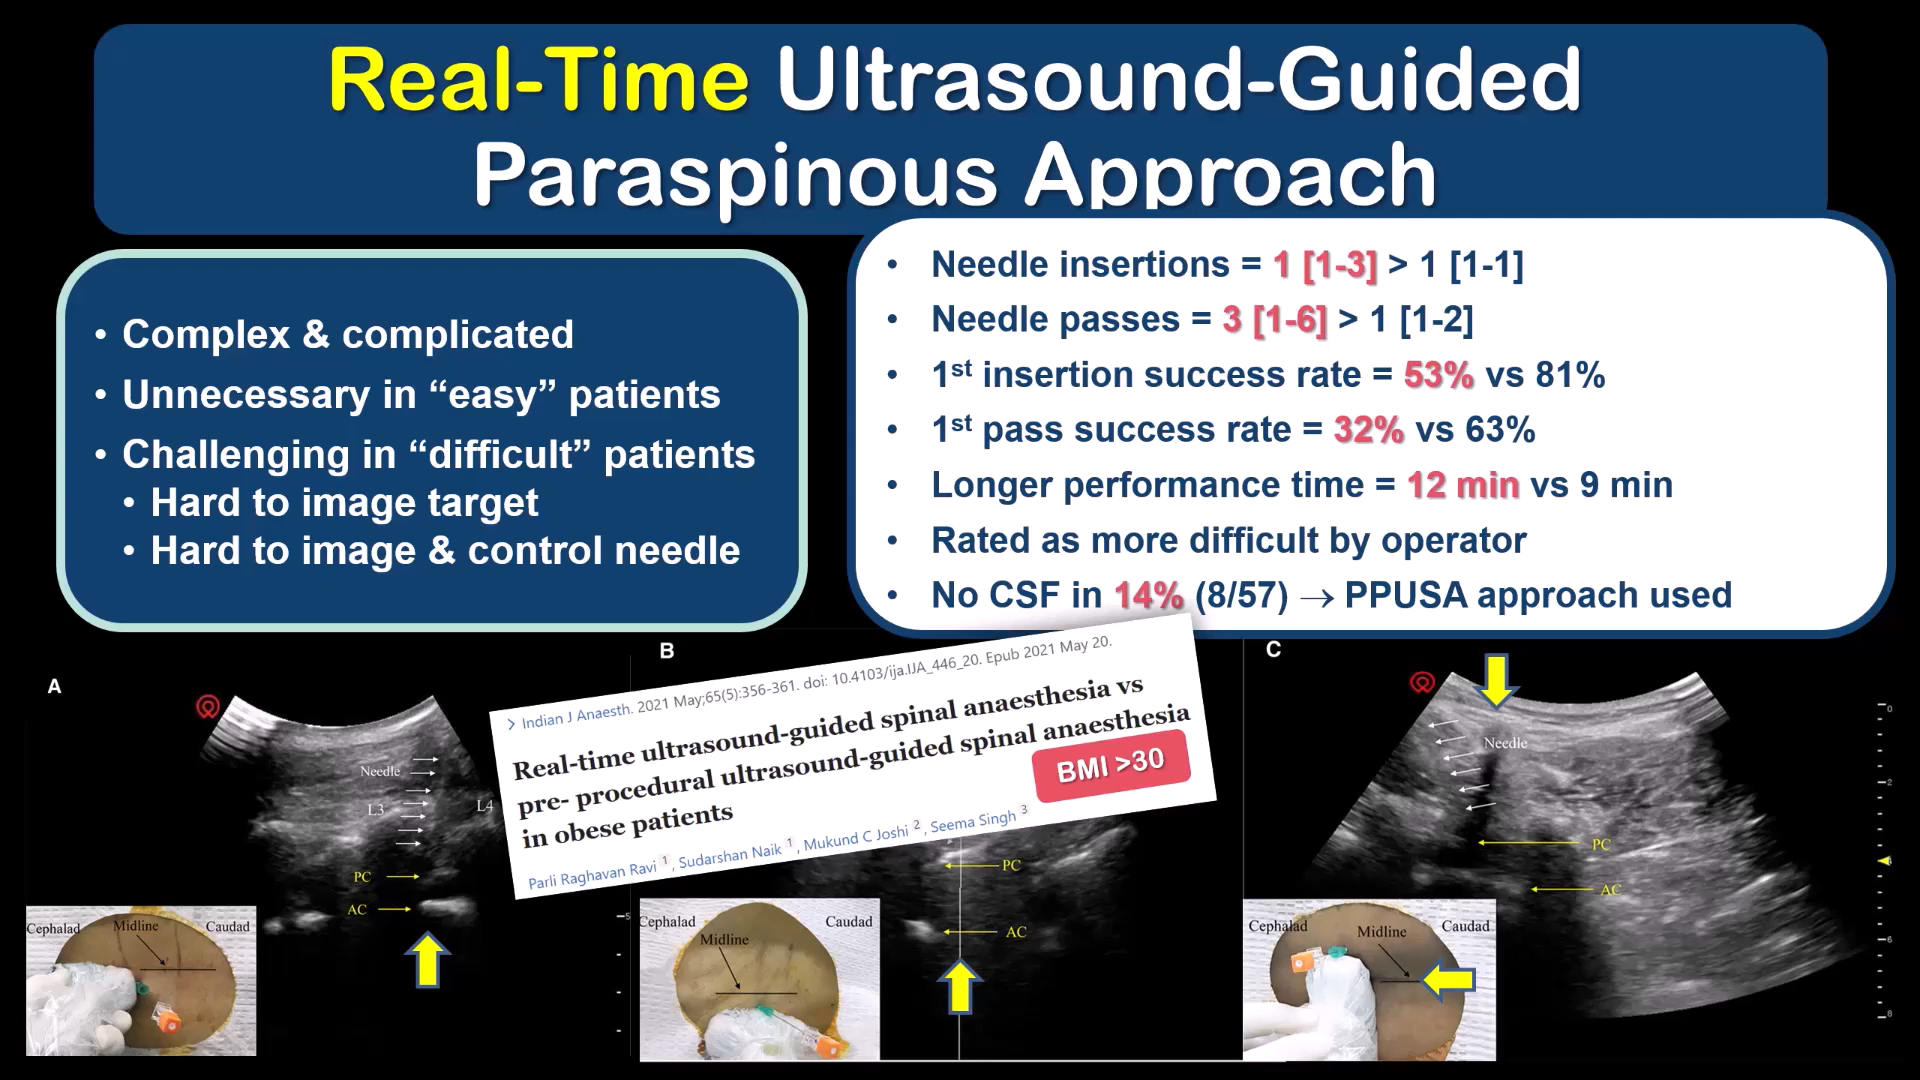 Real-Time Ultrasound-Guided
Paraspinous Approach
• Complex & complicated
• Unnecessary in “easy” patients
• Challenging in “difficult” patients
• Hard to image target
• Hard to image & control needle
• Needle insertions = 1 [1-3] > 1 [1-1]
• Needle passes = 3 [1-6] > 1 [1-2]
• 1st insertion success rate = 53% vs 81%
• 1st pass success rate = 32% vs 63%
• Longer performance time = 12 min vs 9 min
• Rated as more difficult by operator
• No CSF in 14% (8/57) → PPUSA approach used
A
Needle
L3
L4
PC
AC
Cephalad
Midline
Caudad
B
> Indian J Anaesth. 2021 May;65(5):356-361. doi: 10.4103/ija.IJA_446_20. Epub 2021 May 20.
Real-time ultrasound-guided spinal anaesthesia vs
pre- procedural ultrasound-guided spinal anaesthesia
in obese patients
BMI >30
Parli Raghavan Ravi 1, Sudarshan Naik 1, Mukund C Joshi 2, Seema Singh 3
PC
AC
5
Cephalad
Midline
Caudad
C
Needle
PC
AC
Cephalad
Midline
Caudad
0
2
6
8